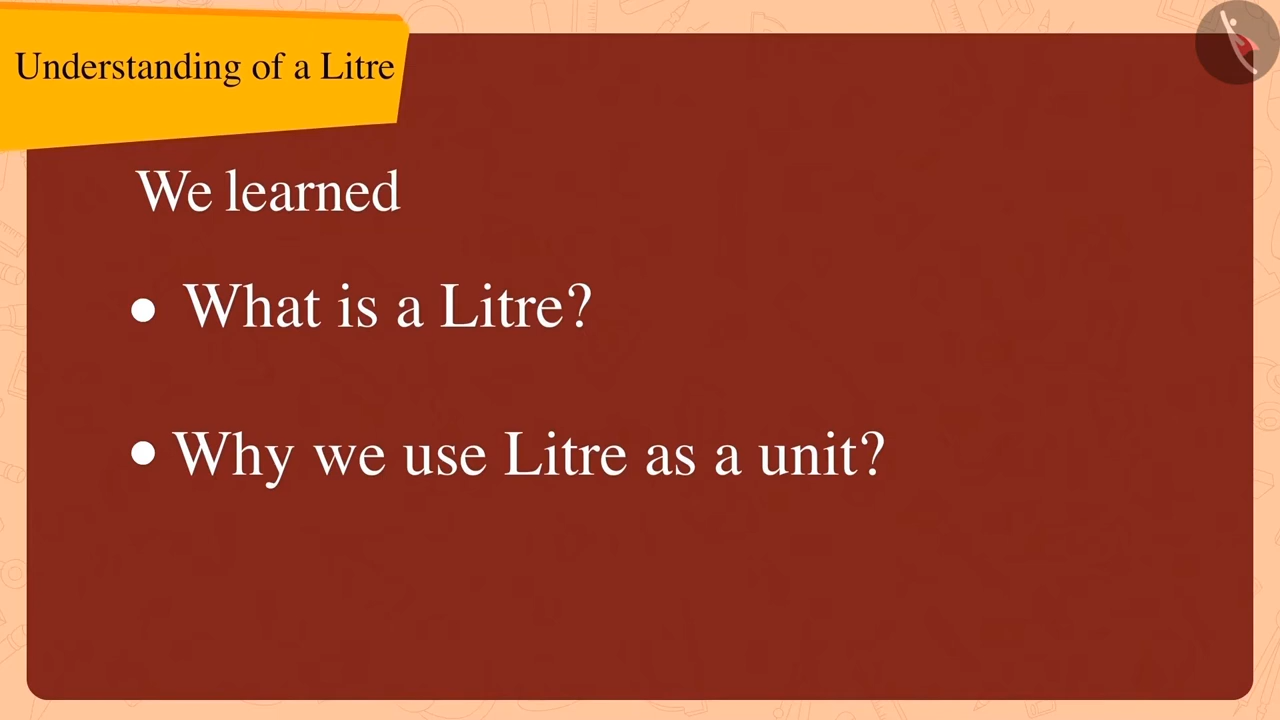 Understanding of a Litre
We learned
● What is a Litre?
● Why we use Litre as a unit?